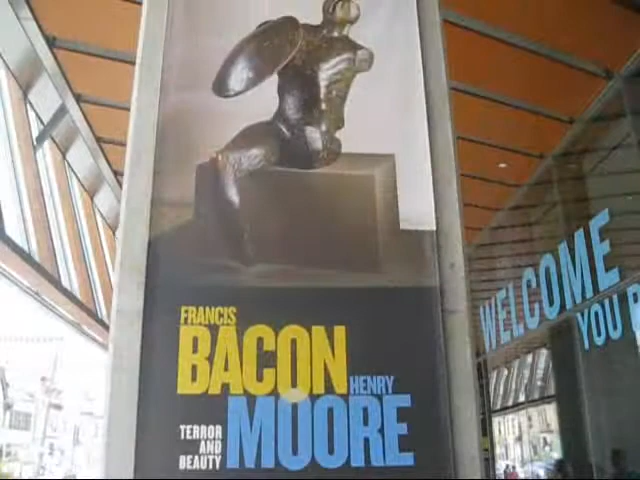 FRANCIS
BACON
HENRY
MOORE
TERROR
AND
BEAUTY
WELCOME
YOU